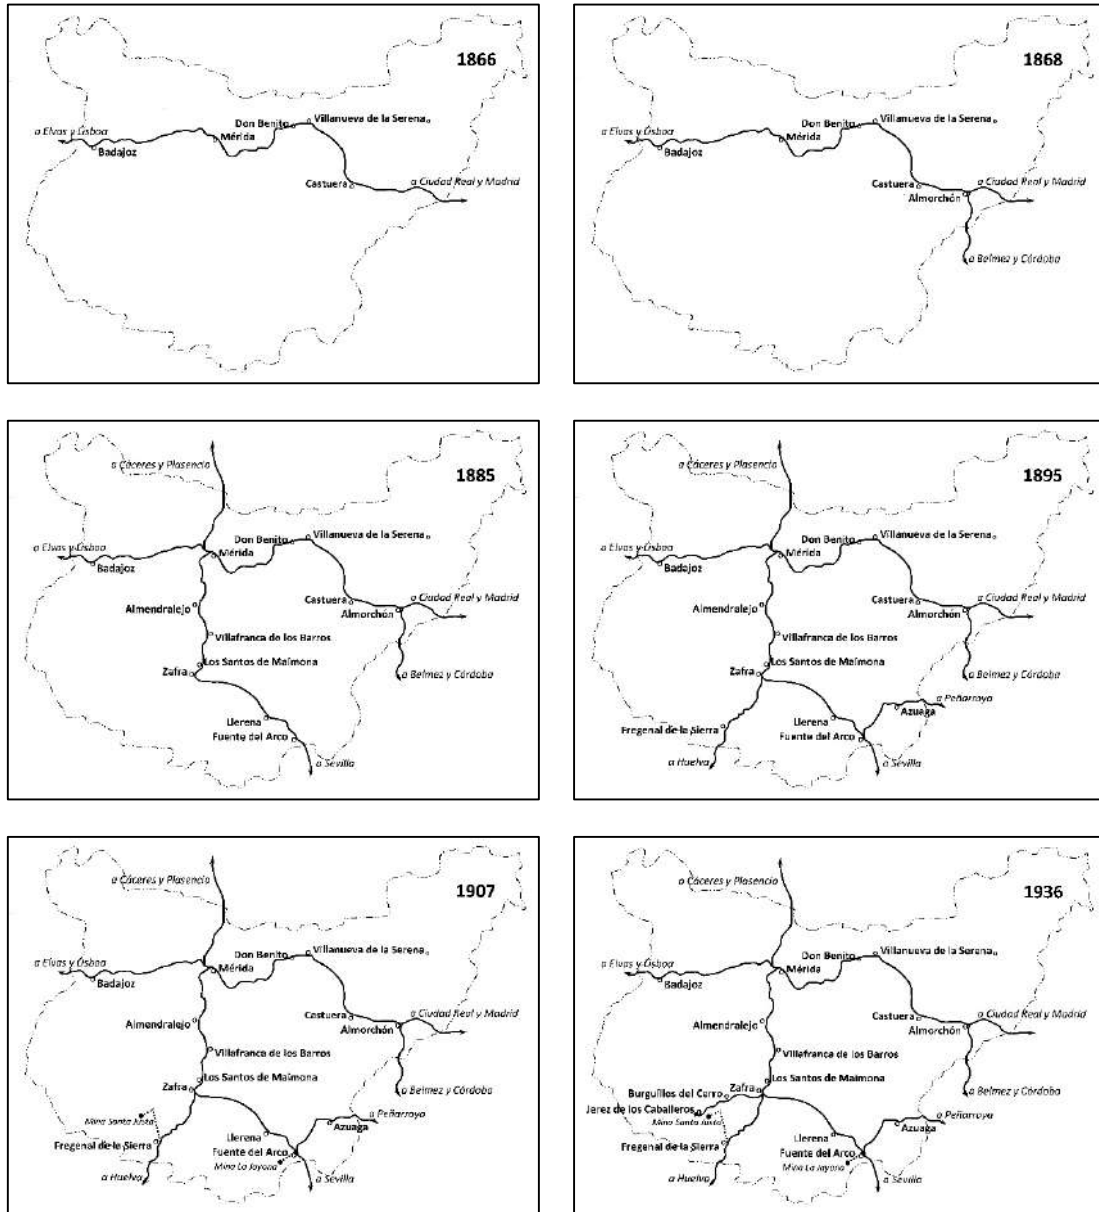 1866
a Elvas y Lisboa
Badajoz
Mérida
Don Benito
Villanueva de la Serena
Castuera
a Ciudad Real y Madrid
1868
a Elvas y Lisboa
Badajoz
Mérida
Don Benito
Villanueva de la Serena
Castuera
a Ciudad Real y Madrid
Almorchón
a Belmez y Córdoba
1885
a Cáceres y Plasencia
a Elvas y Lisboa
Badajoz
Mérida
Don Benito
Villanueva de la Serena
Castuera
a Ciudad Real y Madrid
Almorchón
Almendralejo
Villafranca de los Barros
Los Santos de Maimona
Zafra
a Belmez y Córdoba
Llerena
Fuente del Arco
a Sevilla
1895
a Cáceres y Plasencia
a Elvas y Lisboa
Badajoz
Mérida
Don Benito
Villanueva de la Serena
Castuera
a Ciudad Real y Madrid
Almorchón
Almendralejo
Villafranca de los Barros
Los Santos de Maimona
Zafra
a Belmez y Córdoba
a Peñarroya
Azuaga
Llerena
Fregenal de la Sierra
Fuente del Arco
a Huelva
a Sevilla
1907
a Cáceres y Plasencia
a Elvas y Lisboa
Badajoz
Mérida
Don Benito
Villanueva de la Serena
Castuera
a Ciudad Real y Madrid
Almorchón
Almendralejo
Villafranca de los Barros
Los Santos de Maimona
Zafra
a Belmez y Córdoba
Mina Santa Justa
a Peñarroya
Azuaga
Llerena
Fregenal de la Sierra
Fuente del Arco
Mina La Jayona
a Huelva
a Sevilla
1936
a Cáceres y Plasencia
a Elvas y Lisboa
Badajoz
Mérida
Don Benito
Villanueva de la Serena
Castuera
a Ciudad Real y Madrid
Almorchón
Almendralejo
Villafranca de los Barros
Los Santos de Maimona
Zafra
Burguillos del Cerro
a Belmez y Córdoba
Jerez de los Caballeros
Mina Santa Justa
a Peñarroya
Azuaga
Llerena
Fregenal de la Sierra
Fuente del Arco
Mina La Jayona
a Huelva
a Sevilla